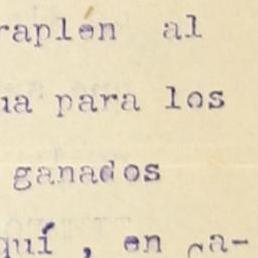 raplén al
ua para los
ganados
quí, en ca-